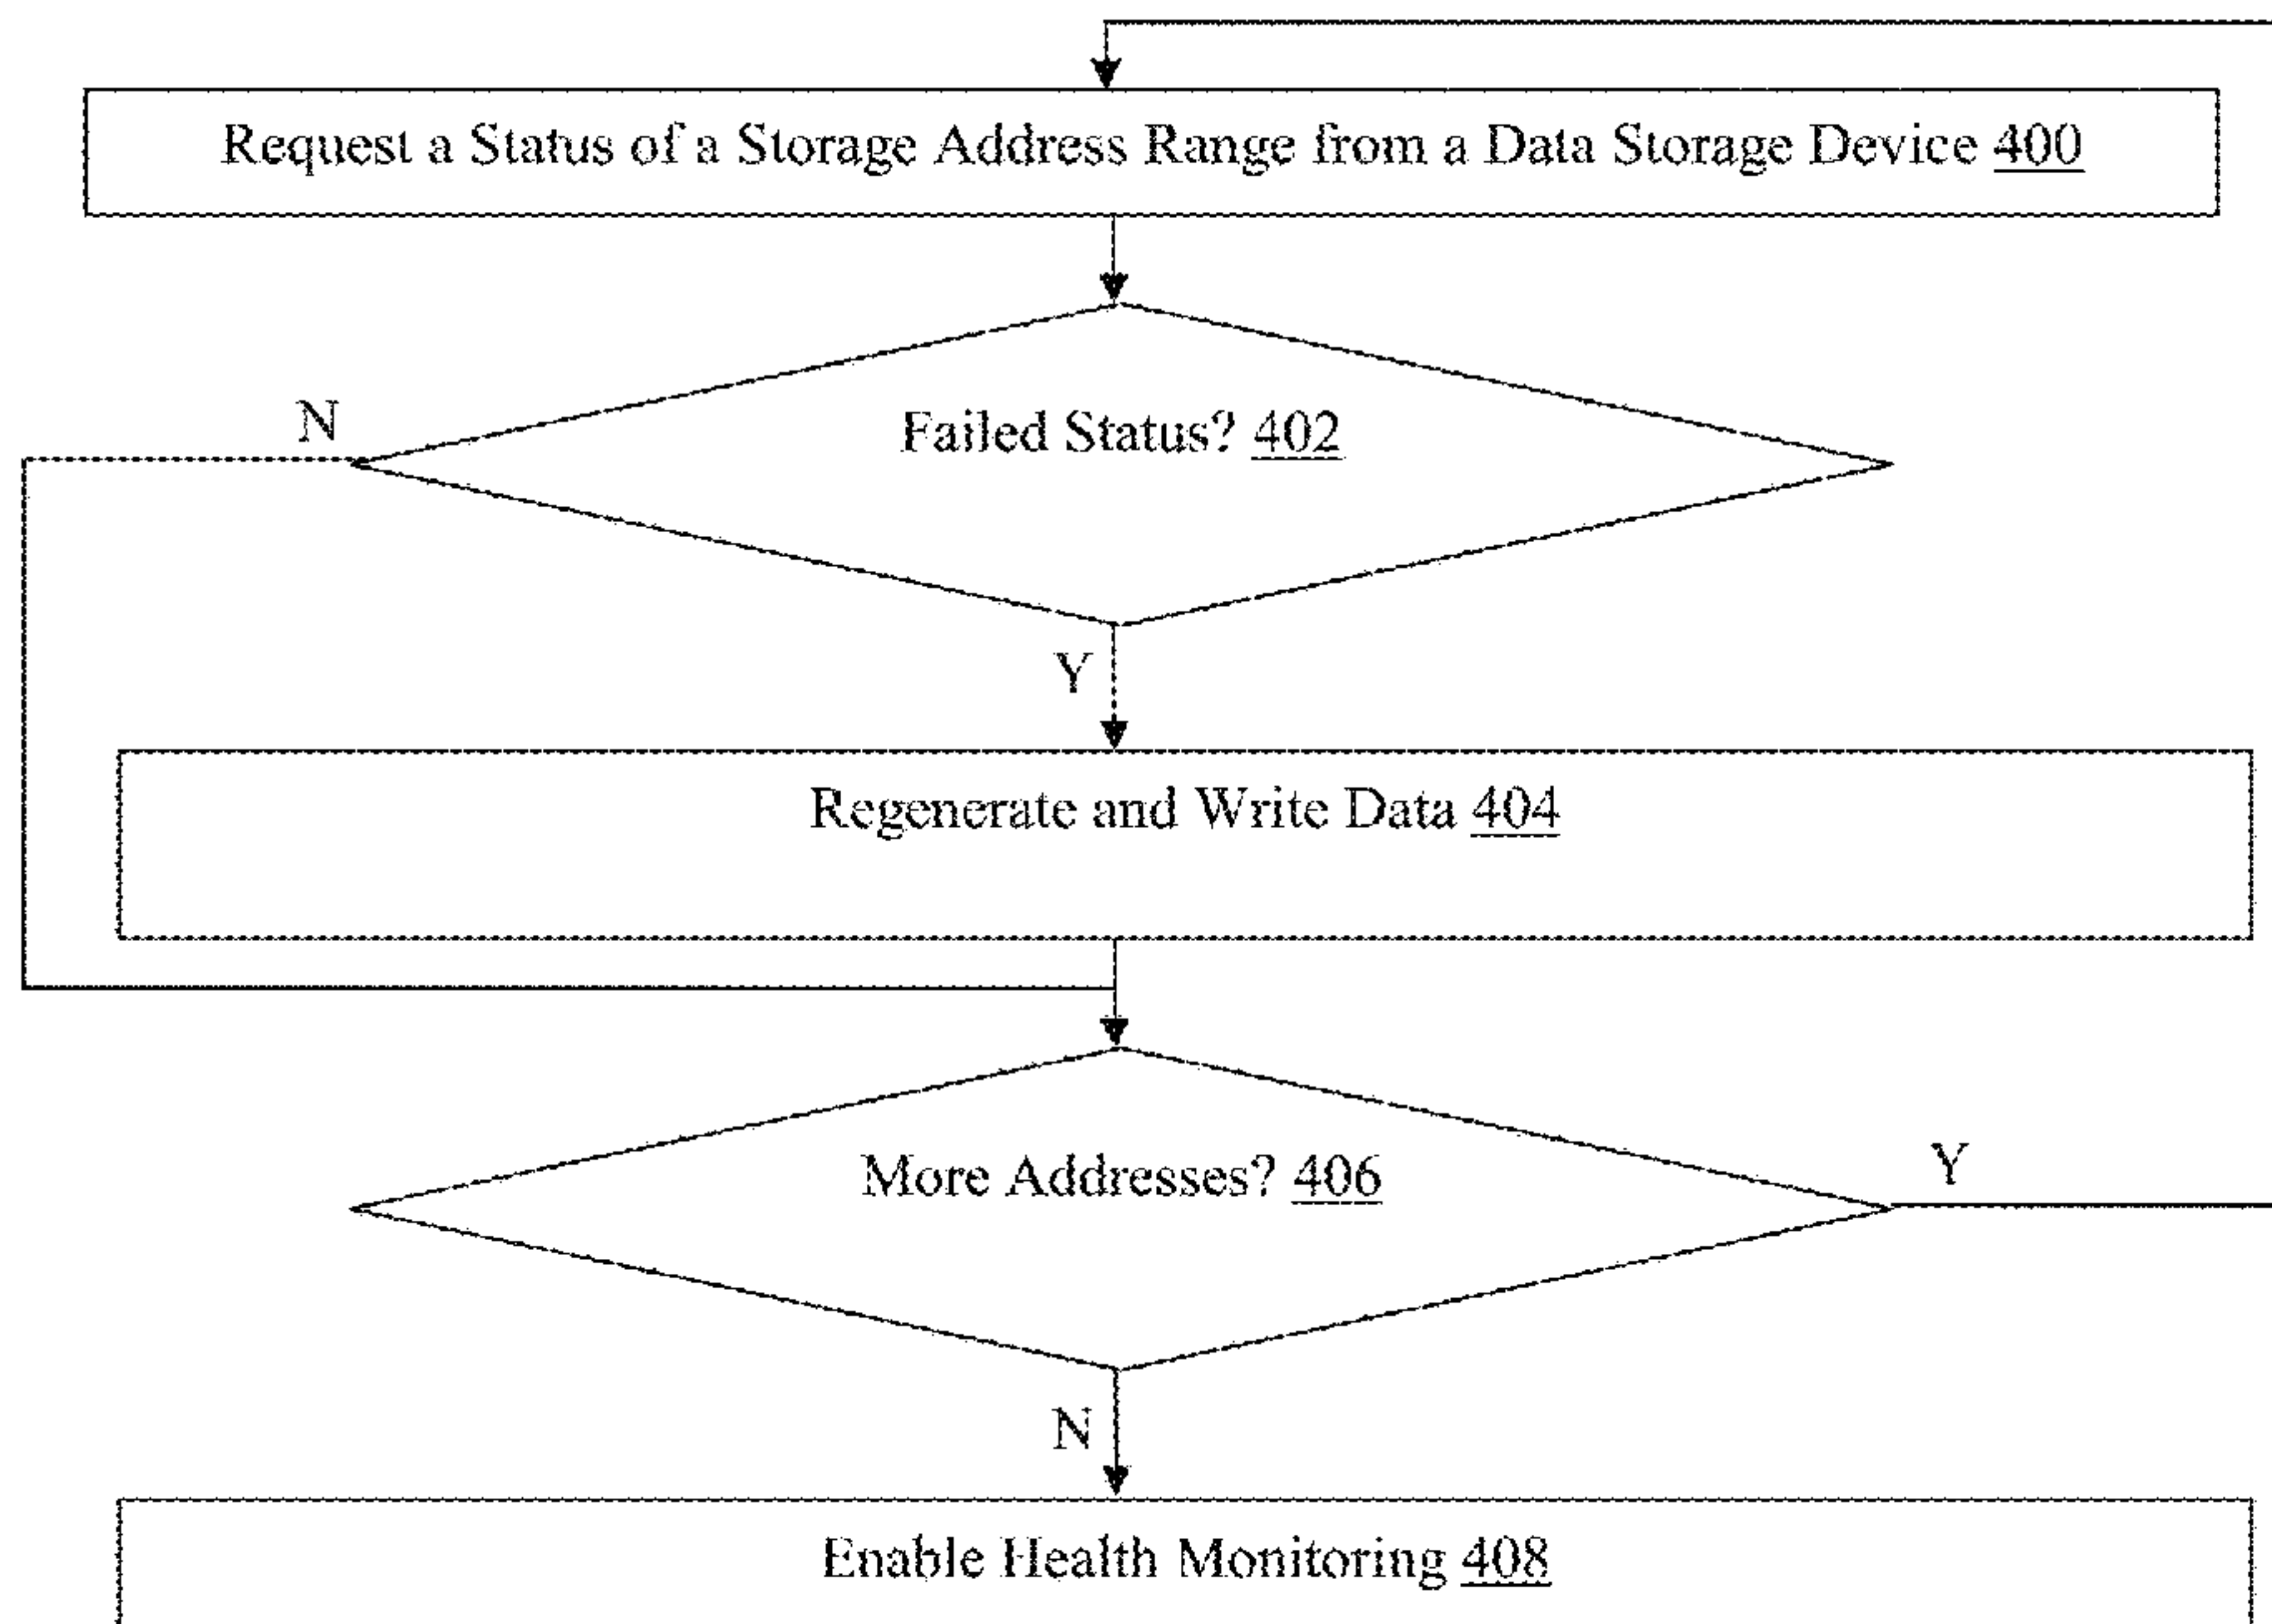 Request a Status of a Storage Address Range from a Data Storage Device 400
Failed Status? 402
N
Y
Regenerate and Write Data 404
More Addresses? 406
Y
N
Enable Health Monitoring 408